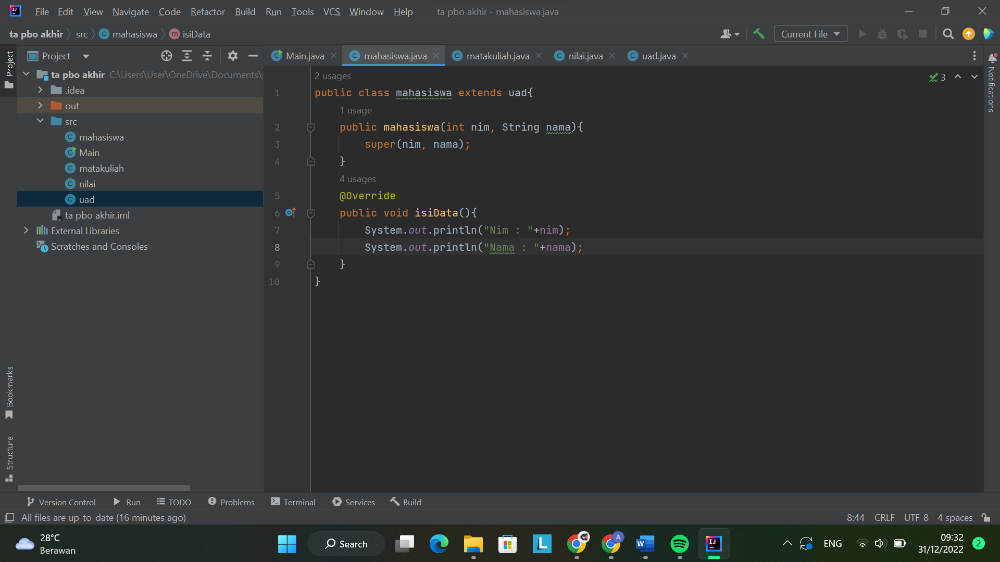 File Edit View Navigate Code Refactor Build Run Tools VCS Window Help ta pbo akhir - mahasiswa.java
ta pbo akhir src mahasiswa isiData
Current File
Project
Main.java mahasiswa.java matakuliah.java nilai.java uad.java
Project
ta pbo akhir C:\Users\User\OneDrive\Documents\
.idea
out
src
mahasiswa
Main
matakuliah
nilai
uad
ta pbo akhir.iml
External Libraries
Scratches and Consoles
Bookmarks
Structure
2 usages
3
1 public class mahasiswa extends uad{
1 usage
2 public mahasiswa(int nim, String nama){
3 super(nim, nama);
4 }
4 usages
5 @Override
6 public void isiData(){
7 System.out.println("Nim : "+nim);
8 System.out.println("Nama : "+nama);
9 }
10 }
Notifications
Version Control Run TODO Problems Terminal Services Build
All files are up-to-date (16 minutes ago)
8:44 CRLF UTF-8 4 spaces
28°C
Berawan
Search
ENG
09:32
31/12/2022
2